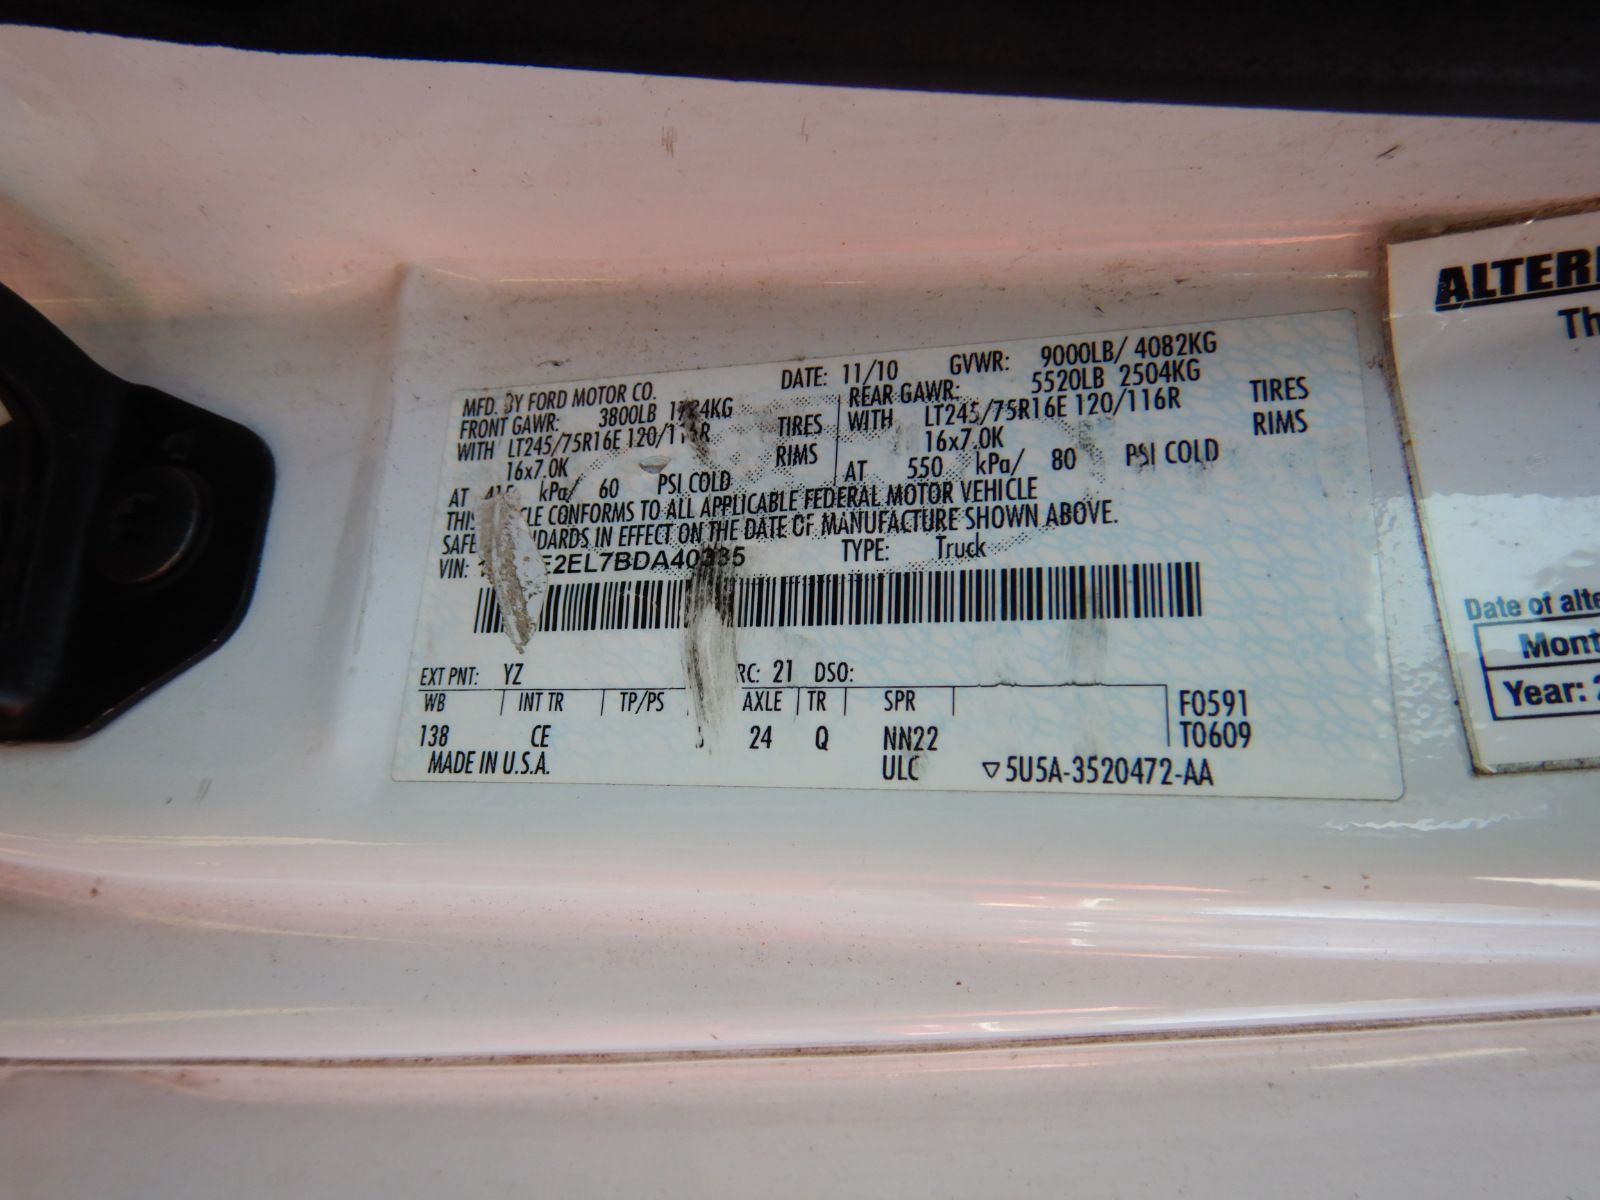 MFD. BY FORD MOTOR CO.
DATE: 11/10 GVWR: 9000LB/ 4082KG
FRONT GAWR: 3800LB
REAR GAWR: 5520LB 2504KG
WITH LT245/75R16E TIRES
WITH LT245/75R16E 120/116R TIRES
16x7.0K RIMS
16x7.0K RIMS
AT kPa/ 60 PSI COLD
AT 550 kPa/ 80 PSI COLD
CONFORMS TO ALL APPLICABLE FEDERAL MOTOR VEHICLE
IN EFFECT ON THE DATE OF MANUFACTURE SHOWN ABOVE.
VIN: TYPE: Truck
EXT PNT: YZ 21 DSO:
WB INT TR TP/PS AXLE TR SPR F0591
138 CE 24 Q NN22 T0609
MADE IN U.S.A. ULC ▽5U5A-3520472-AA
Date of
Year: